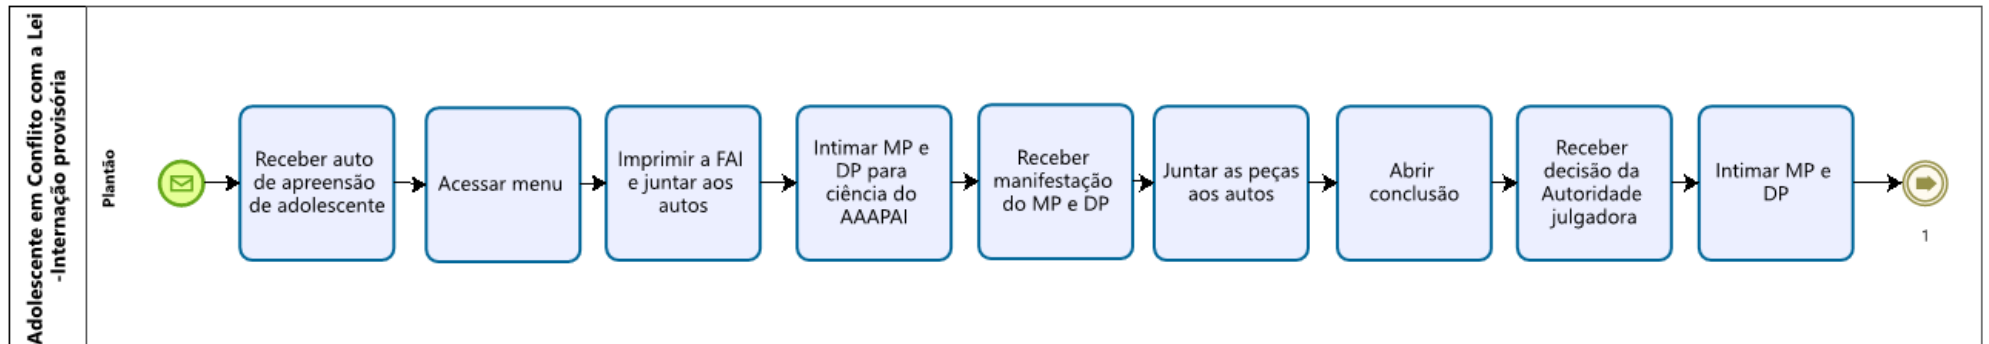 Adolescente em Conflito com a Lei
-Internação provisória
Plantão
Receber auto
de apreensão
de adolescente
Acessar menu
Imprimir a FAI
e juntar aos
autos
Intimar MP e
DP para
ciência do
AAAPAI
Receber
manifestação
do MP e DP
Juntar as peças
aos autos
Abrir
conclusão
Receber
decisão da
Autoridade
julgadora
Intimar MP e
DP
1